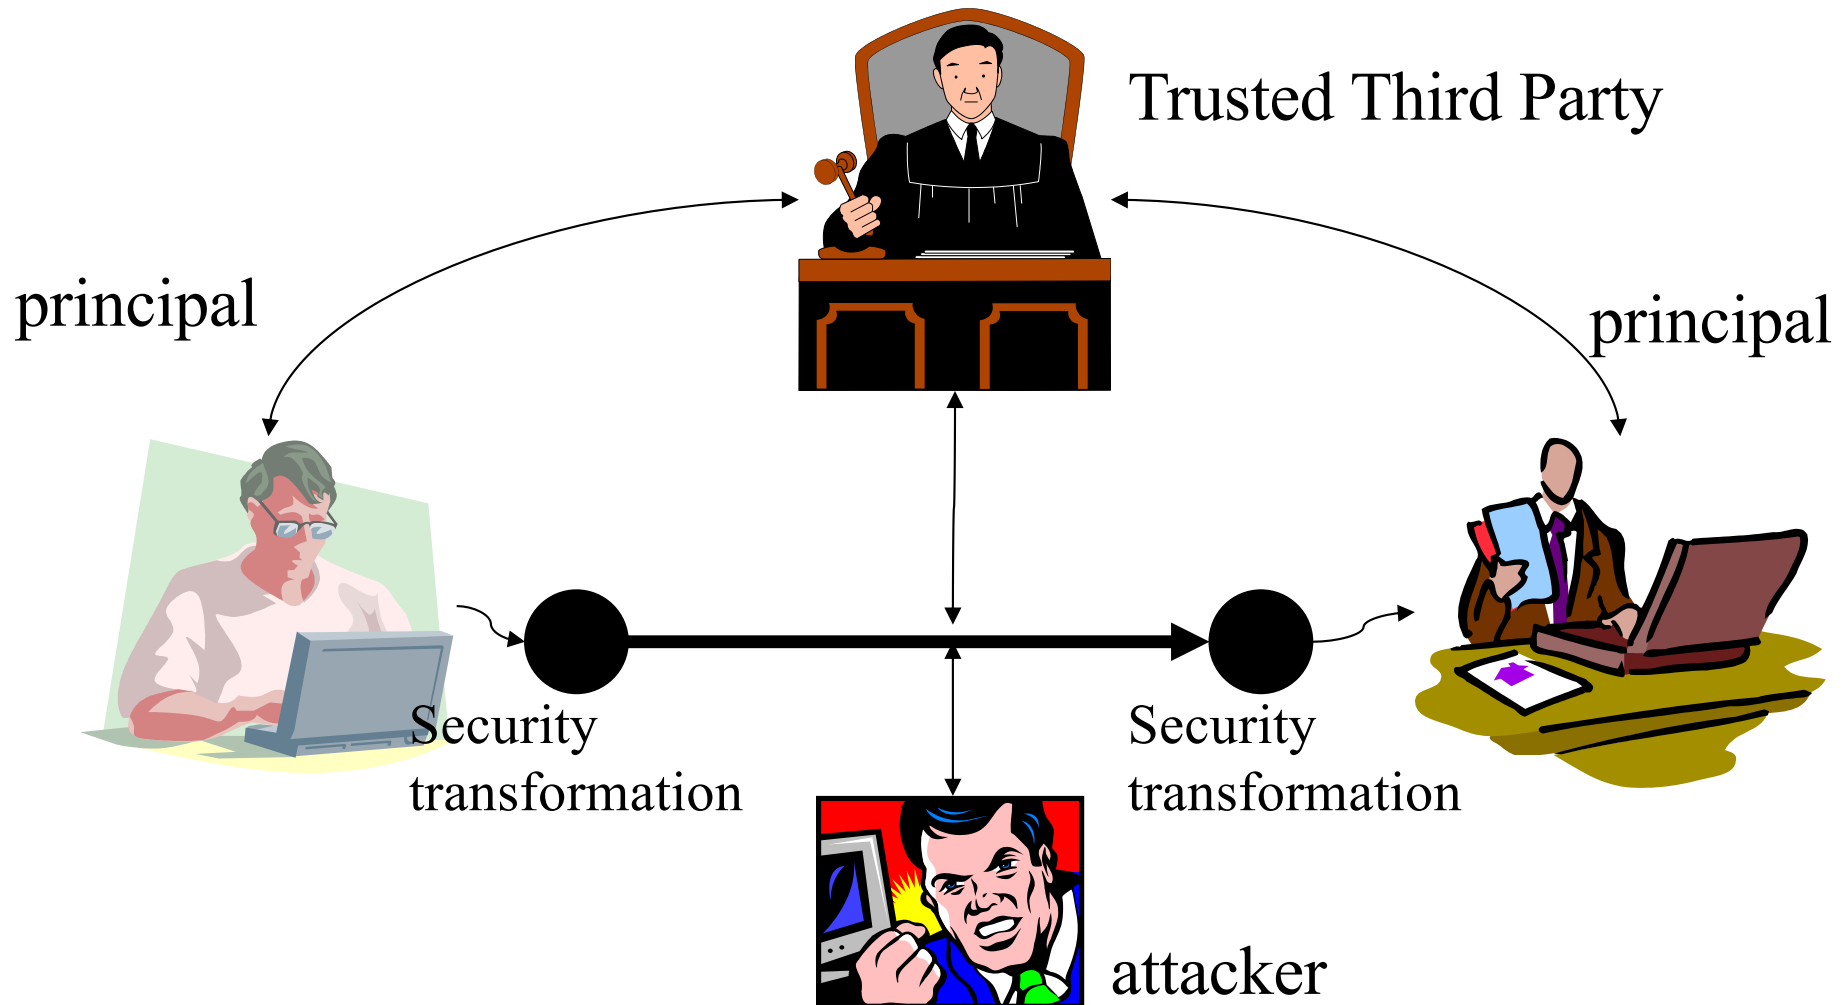 Trusted Third Party
principal
principal
Security
transformation
Security
transformation
attacker